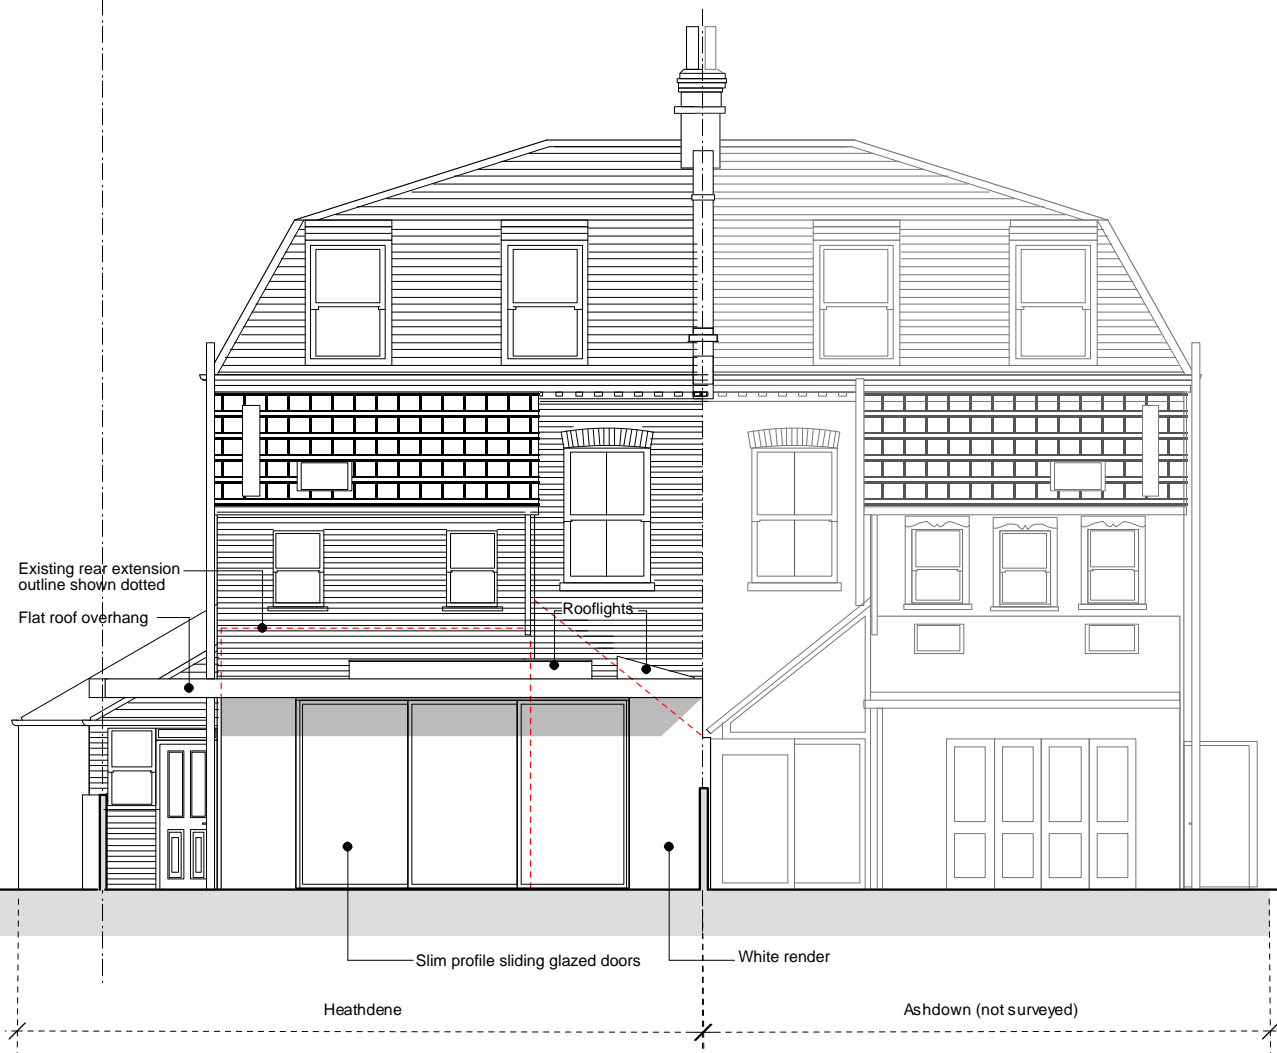 Existing rear extension
outline shown dotted
Flat roof overhang
Rooflights
Slim profile sliding glazed doors
White render
Heathdene
Ashdown (not surveyed)